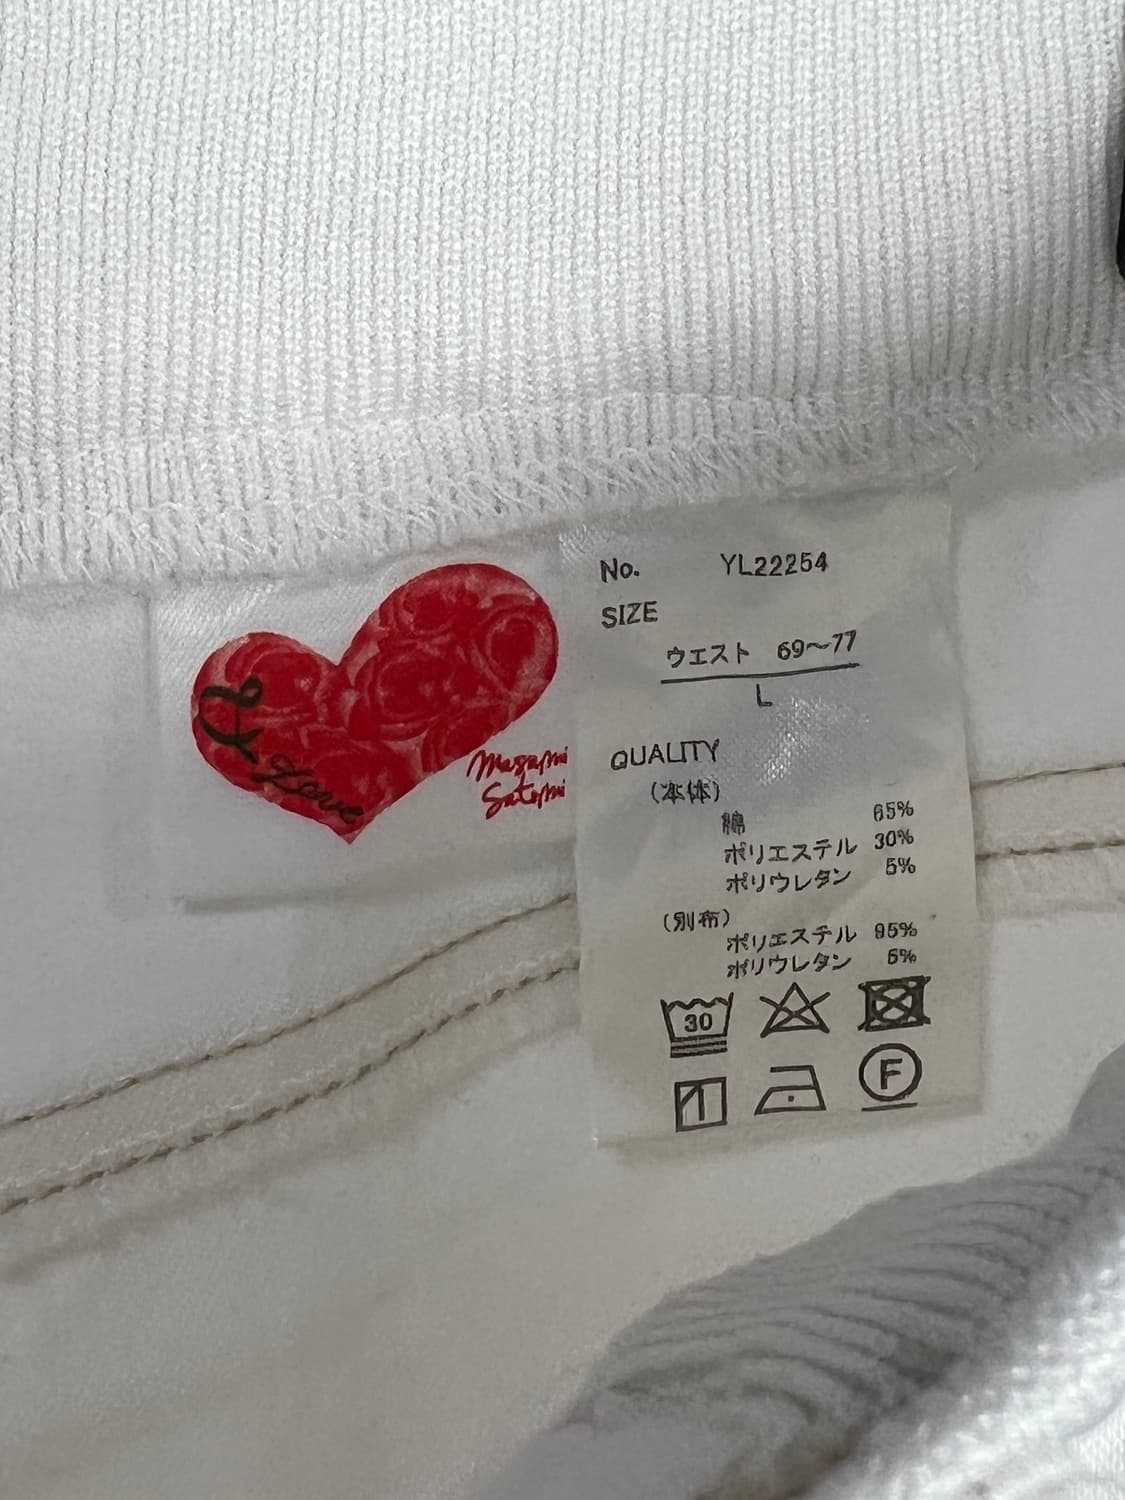 Love
Masami
Satomi
No. YL22254
SIZE
ウエスト 69〜77
L
QUALITY
(本体)
綿 65%
ポリエステル 30%
ポリウレタン 5%
(別布)
ポリエステル 95%
ポリウレタン 5%
30
F